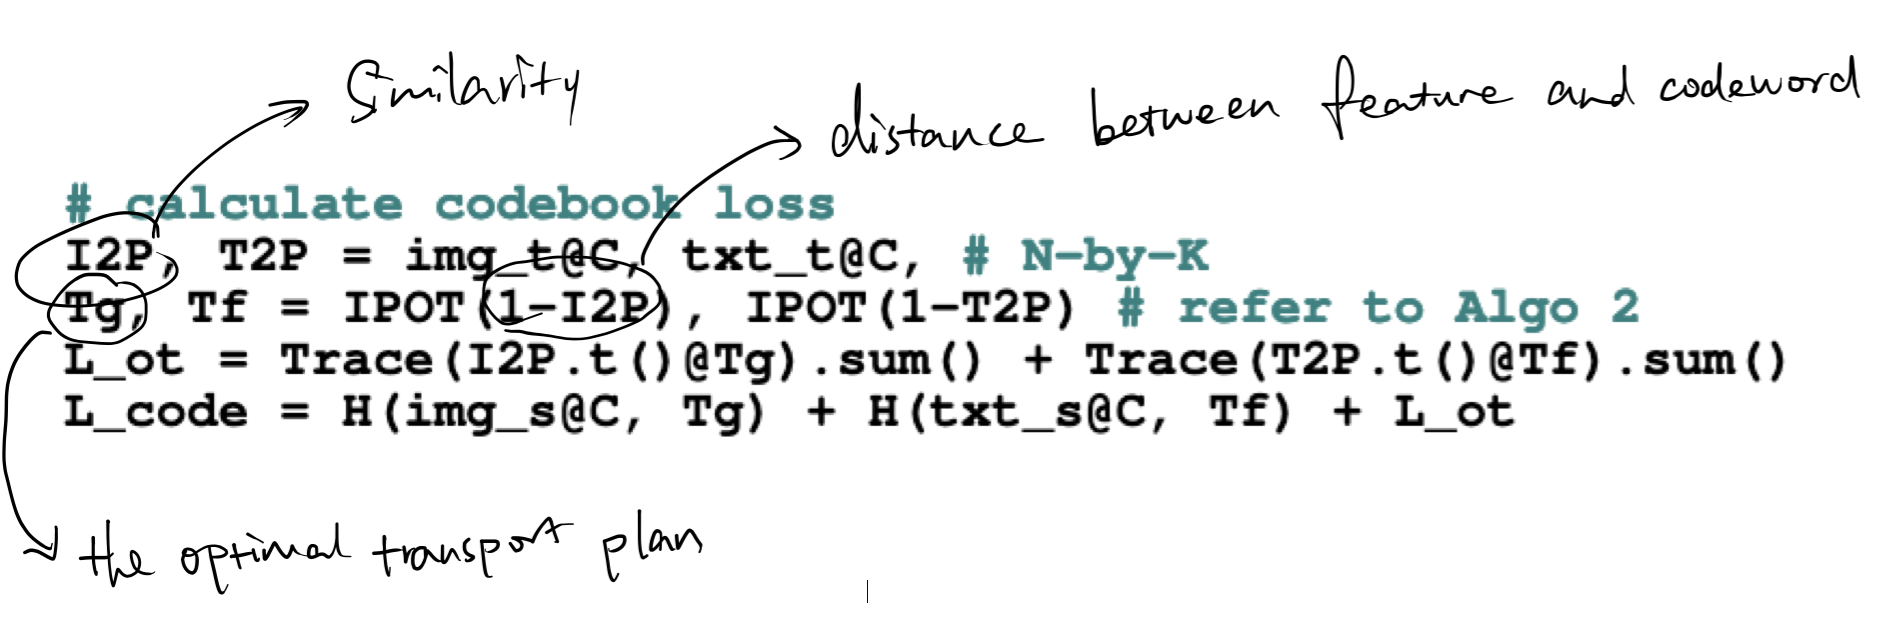 Similarity
distance between feature and codeword
# calculate codebook loss
I2P, T2P = img_t@C, txt_t@C, # N-by-K
Tg, Tf = IPOT(1-I2P), IPOT(1-T2P) # refer to Algo 2
L_ot = Trace(I2P.t()@Tg).sum() + Trace(T2P.t()@Tf).sum()
L_code = H(img_s@C, Tg) + H(txt_s@C, Tf) + L_ot
the optimal transport plan